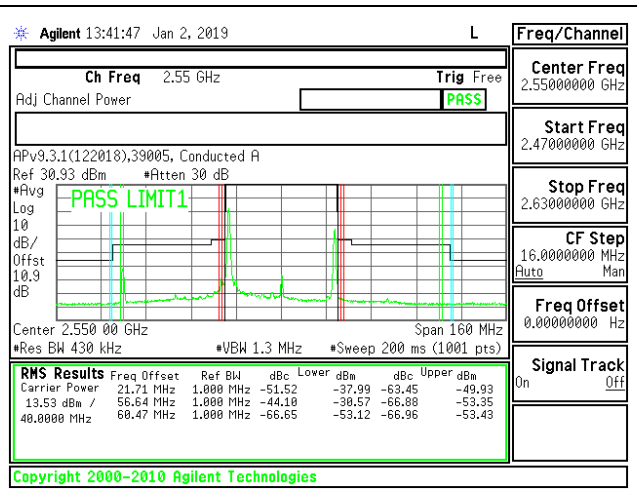 Agilent 13:41:47 Jan 2, 2019 L
Freq/Channel
Ch Freq 2.55 GHz Trig Free
Adj Channel Power PASS
Center Freq
2.55000000 GHz
Start Freq
2.47000000 GHz
Stop Freq
2.63000000 GHz
CF Step
16.0000000 MHz
Auto Man
Freq Offset
0.00000000 Hz
Signal Track
On Off
APv9.3.1(122018),39005, Conducted A
Ref 30.93 dBm #Atten 30 dB
#Avg
Log
10
dB/
Offst
10.9
dB
PASS LIMIT1
Center 2.550 00 GHz Span 160 MHz
#Res BW 430 kHz #VBW 1.3 MHz #Sweep 200 ms (1001 pts)
RMS Results Freq Offset Ref BW dBc Lower dBm dBc Upper dBm
Carrier Power 21.71 MHz 1.000 MHz -51.52 -37.99 -63.45 -49.93
13.53 dBm / 56.64 MHz 1.000 MHz -44.10 -30.57 -66.88 -53.35
40.0000 MHz 60.47 MHz 1.000 MHz -66.65 -53.12 -66.96 -53.43
Copyright 2000-2010 Agilent Technologies